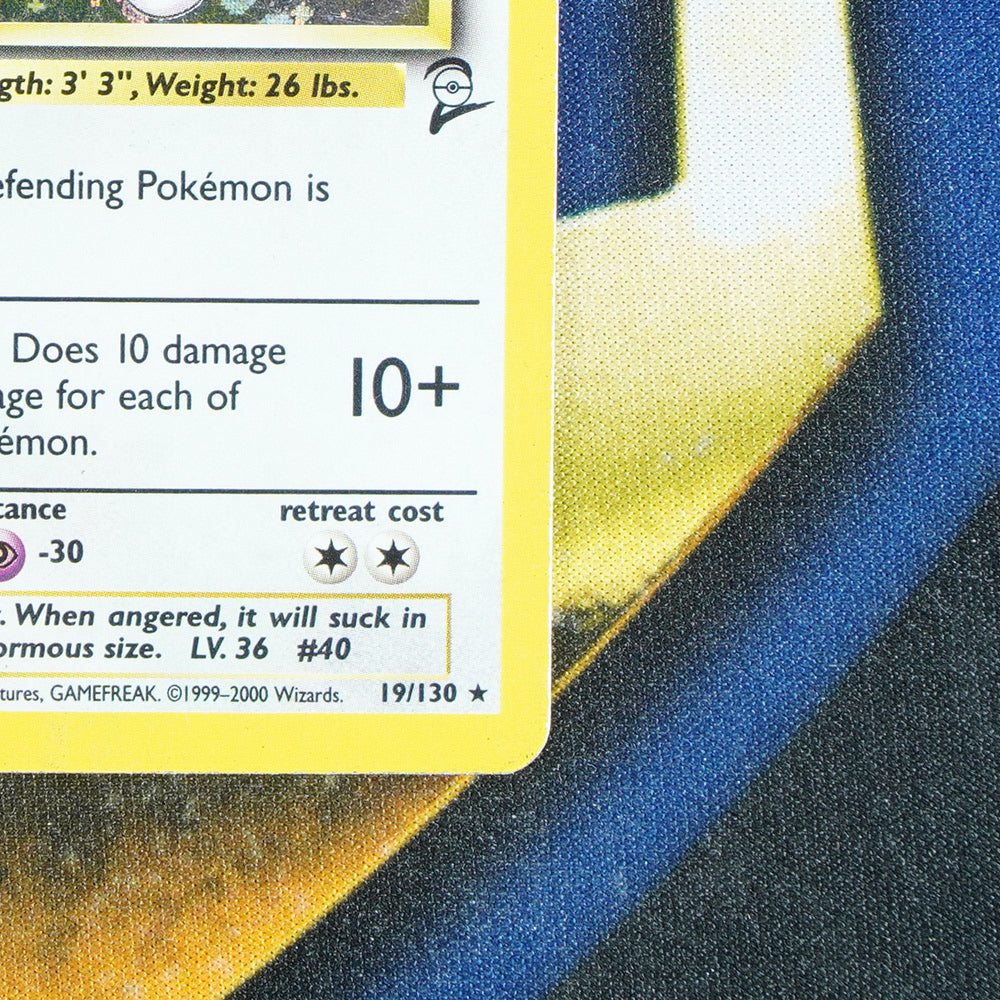 gth: 3' 3", Weight: 26 lbs.
efending Pokémon is
Does 10 damage
age for each of
émon.
10+
tance
retreat cost
-30
. When angered, it will suck in
ormous size. LV. 36 #40
tures, GAMEFREAK. ©1999–2000 Wizards. 19/130 ★